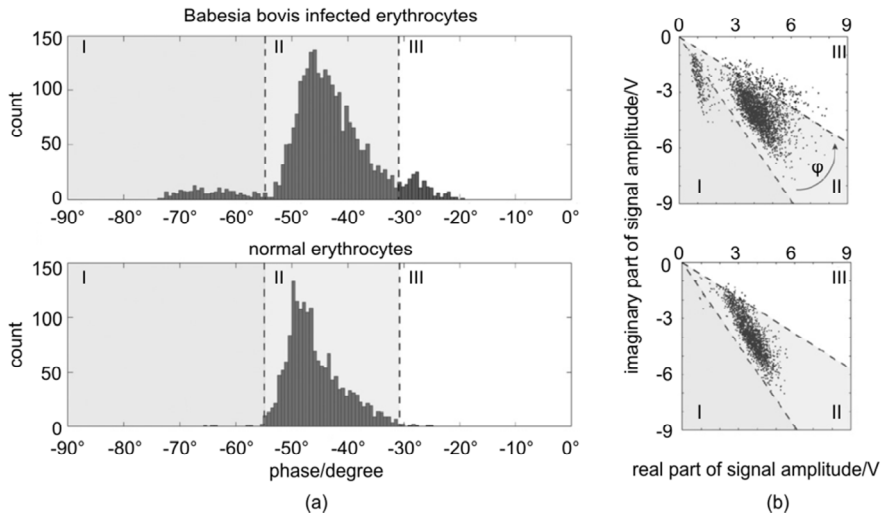 Babesia bovis infected erythrocytes
150
100
50
0
count
I
II
III
-90°
-80°
-70°
-60°
-50°
-40°
-30°
-20°
-10°
0°
normal erythrocytes
150
100
50
0
count
I
II
III
-90°
-80°
-70°
-60°
-50°
-40°
-30°
-20°
-10°
0°
phase/degree
(a)
0
3
6
9
0
-3
-6
-9
III
I
II
φ
imaginary part of signal amplitude/V
0
3
6
9
0
-3
-6
-9
III
I
II
real part of signal amplitude/V
(b)